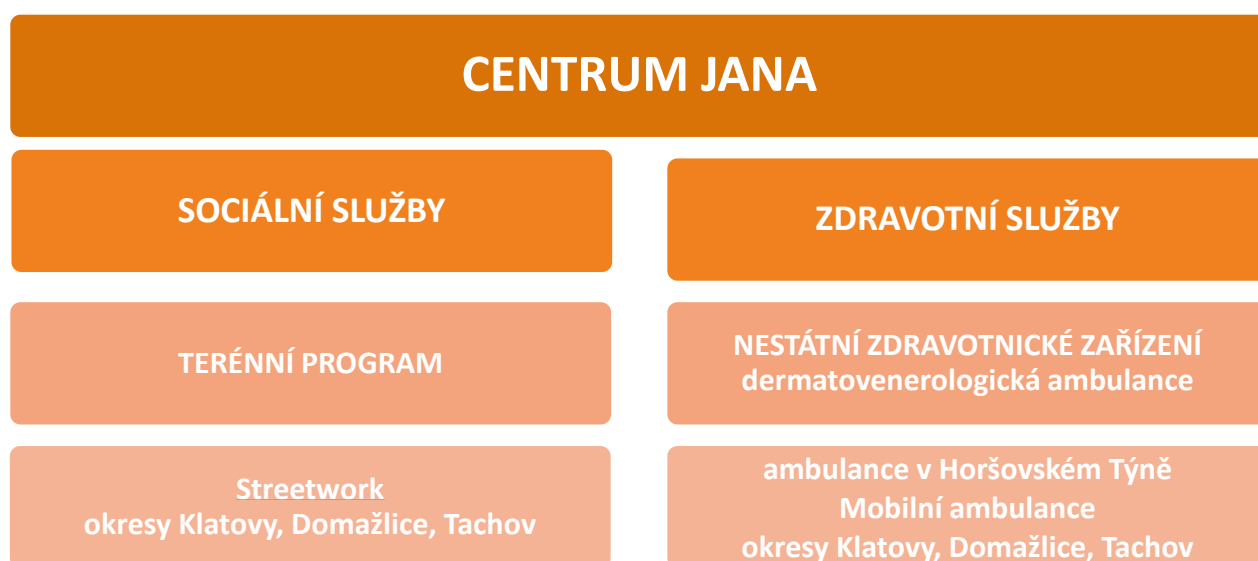 CENTRUM JANA
SOCIÁLNÍ SLUŽBY
ZDRAVOTNÍ SLUŽBY
TERÉNNÍ PROGRAM
NESTÁTNÍ ZDRAVOTNICKÉ ZAŘÍZENÍ
dermatovenerologická ambulance
Streetwork
okresy Klatovy, Domažlice, Tachov
ambulance v Horšovském Týně
Mobilní ambulance
okresy Klatovy, Domažlice, Tachov